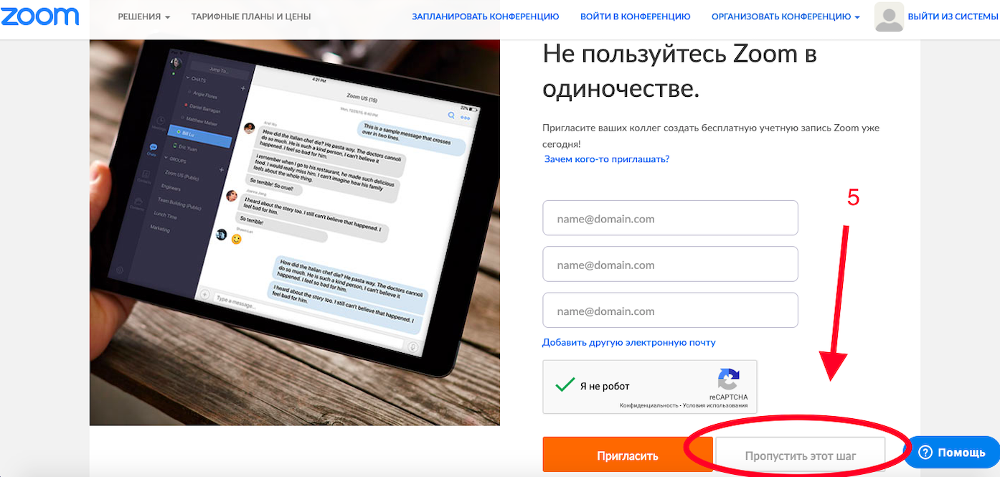 zoom
РЕШЕНИЯ
ТАРИФНЫЕ ПЛАНЫ И ЦЕНЫ
ЗАПЛАНИРОВАТЬ КОНФЕРЕНЦИЮ
ВОЙТИ В КОНФЕРЕНЦИЮ
ОРГАНИЗОВАТЬ КОНФЕРЕНЦИЮ
ВЫЙТИ ИЗ СИСТЕМЫ
Jump To...
CHATS
Angie Flores
Daniel Barragan
Matthew Melser
Bill Lu
Eric Yuan
GROUPS
Zoom US (Public)
Engineers
Team Building (Public)
Lunch Time
Marketing
Chats
4:21 PM
22%
Zoom US (15)
This is a sample message that crosses
over in two lines.
How did the Italian chef die? He pasta way. The doctors cannoli
do so much. He is such a kind person, I can't believe it
happened. I feel so bad for him.
I remember when I go to his restaurant, he made such delicious
food. I would really miss him. I can't imagine how his family
feels about the whole thing.
So terrible! So cruel!
I heard about the story too. I still can't believe that happened. I
feel bad for him.
So terrible!
How did the Italian chef die? He pasta way. The doctors cannoli
do so much. He is such a kind person, I can't believe it
happened. I feel so bad for him.
I heard about the story too. I still can't believe that happened. I
feel bad for him.
Type a message...
Не пользуйтесь Zoom в
одиночестве.
Пригласите ваших коллег создать бесплатную учетную запись Zoom уже
сегодня!
Зачем кого-то приглашать?
5
name@domain.com
name@domain.com
name@domain.com
Добавить другую электронную почту
Я не робот
reCAPTCHA
Конфиденциальность - Условия использования
Пригласить
Пропустить этот шаг
Помощь